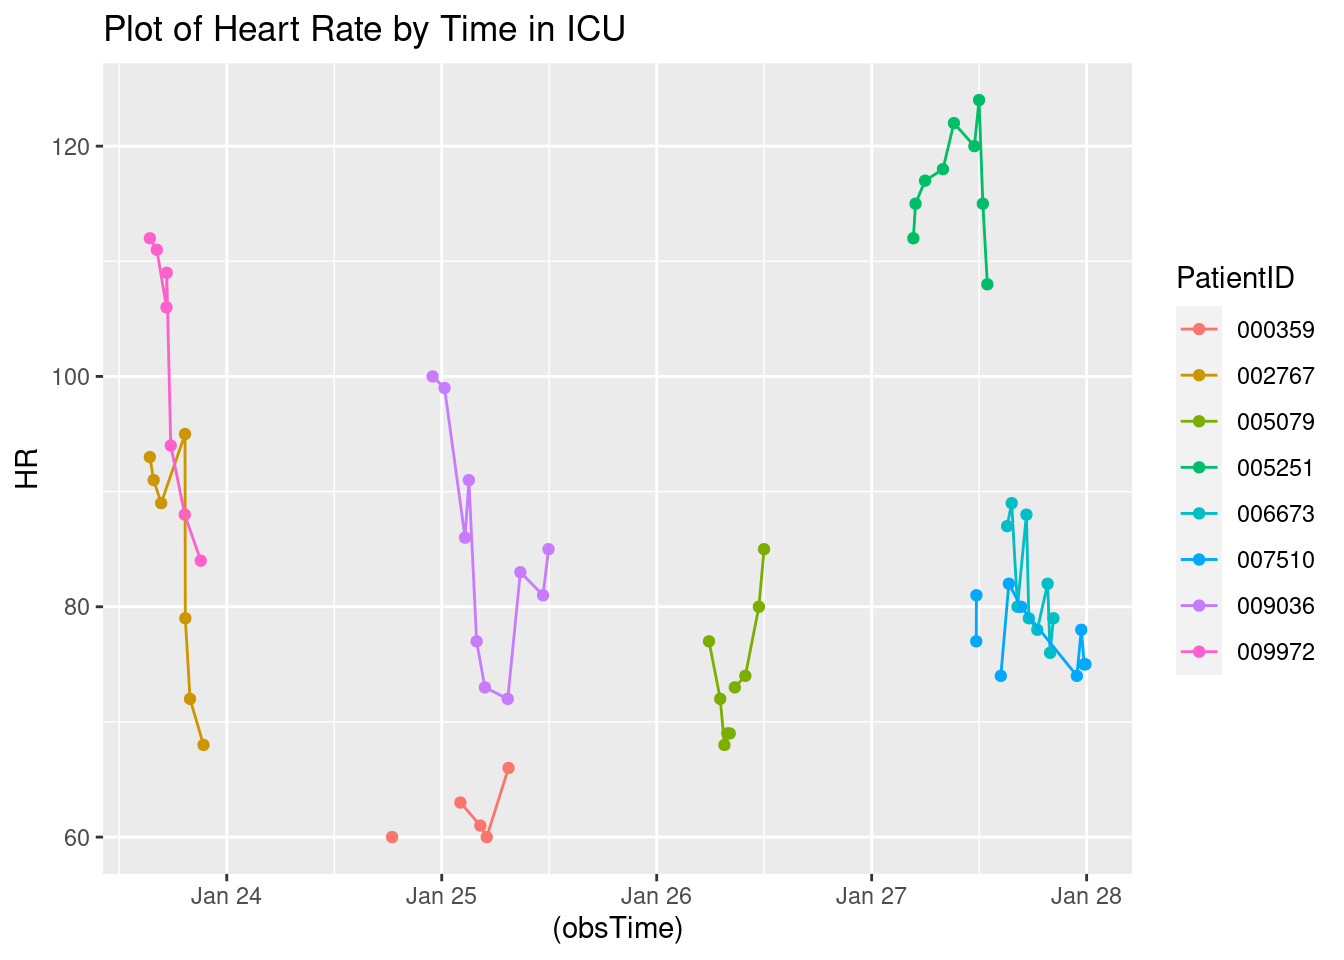 Plot of Heart Rate by Time in ICU
HR
120
100
80
60
Jan 24
Jan 25
Jan 26
Jan 27
Jan 28
(obsTime)
PatientID
000359
002767
005079
005251
006673
007510
009036
009972